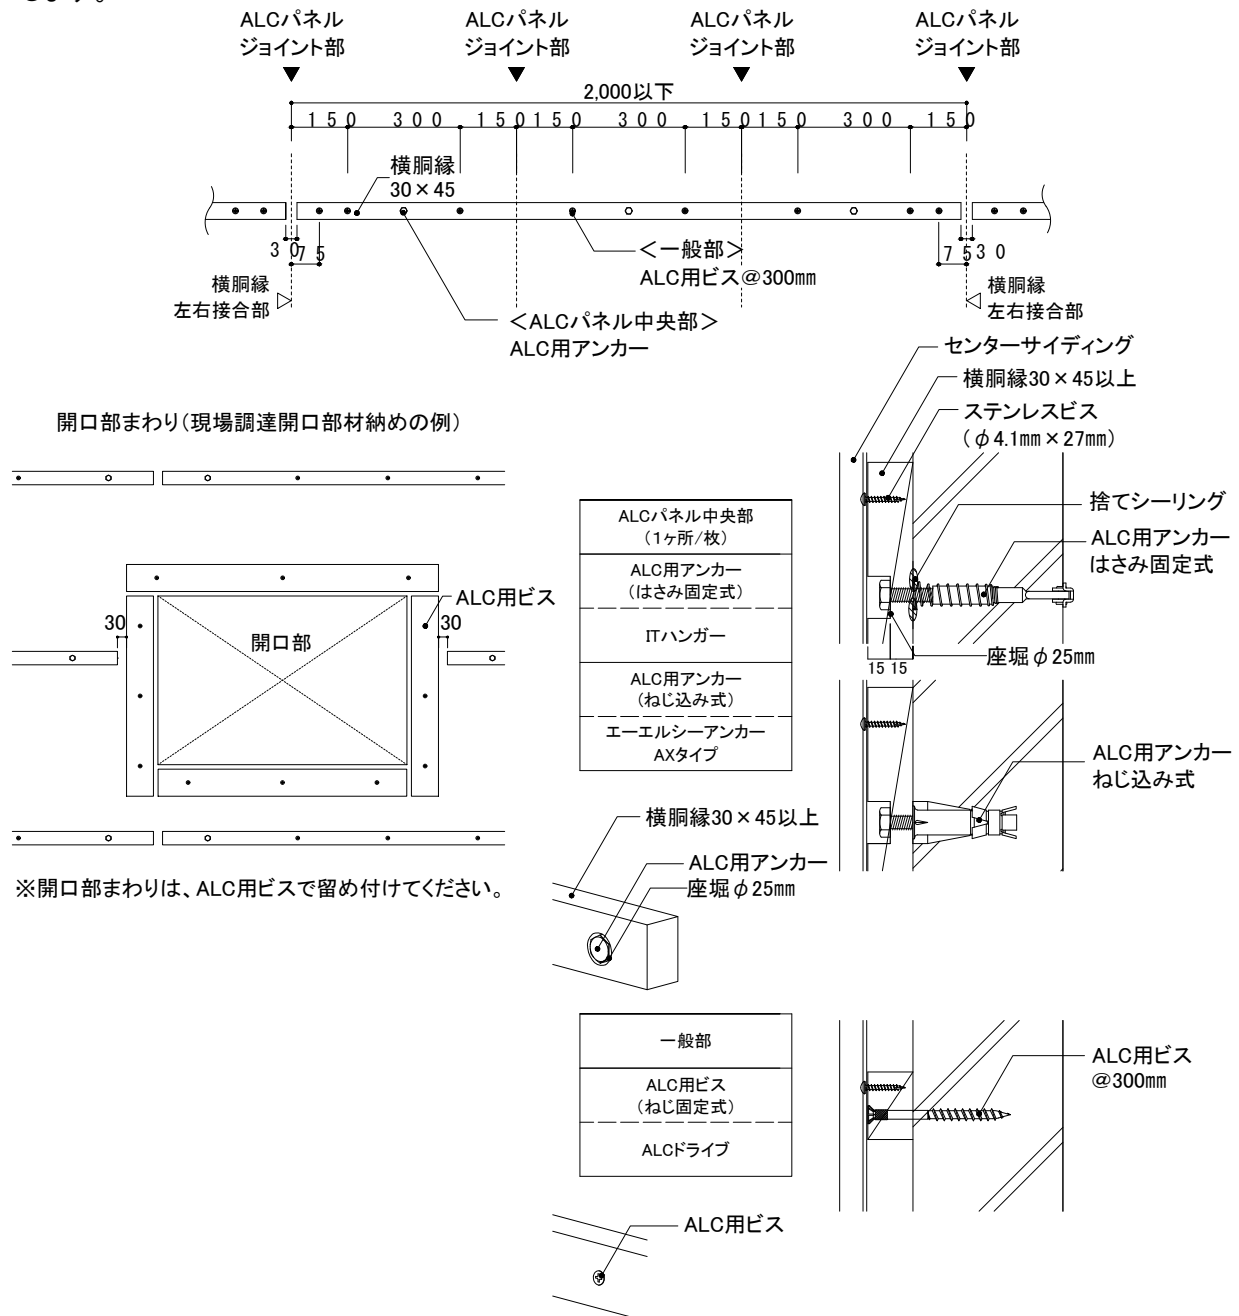 します。
ALCパネル
ジョイント部
ALCパネル
ジョイント部
ALCパネル
ジョイント部
ALCパネル
ジョイント部
2,000以下
150 300 150 150 300 150 150 300 150
横胴縁
30×45
30 75
75 30
<一般部>
ALC用ビス@300mm
横胴縁
左右接合部
横胴縁
左右接合部
<ALCパネル中央部>
ALC用アンカー
センターサイディング
横胴縁30×45以上
ステンレスビス
(φ4.1mm×27mm)
捨てシーリング
ALC用アンカー
はさみ固定式
座堀φ25mm
15 15
開口部まわり(現場調達開口部材納めの例)
ALC用ビス
30
開口部
30
※開口部まわりは、ALC用ビスで留め付けてください。
ALCパネル中央部
(1ヶ所/枚)
ALC用アンカー
(はさみ固定式)
ITハンガー
ALC用アンカー
(ねじ込み式)
エーエルシーアンカー
AXタイプ
ALC用アンカー
ねじ込み式
横胴縁30×45以上
ALC用アンカー
座堀φ25mm
一般部
ALC用ビス
(ねじ固定式)
ALCドライブ
ALC用ビス
@300mm
ALC用ビス